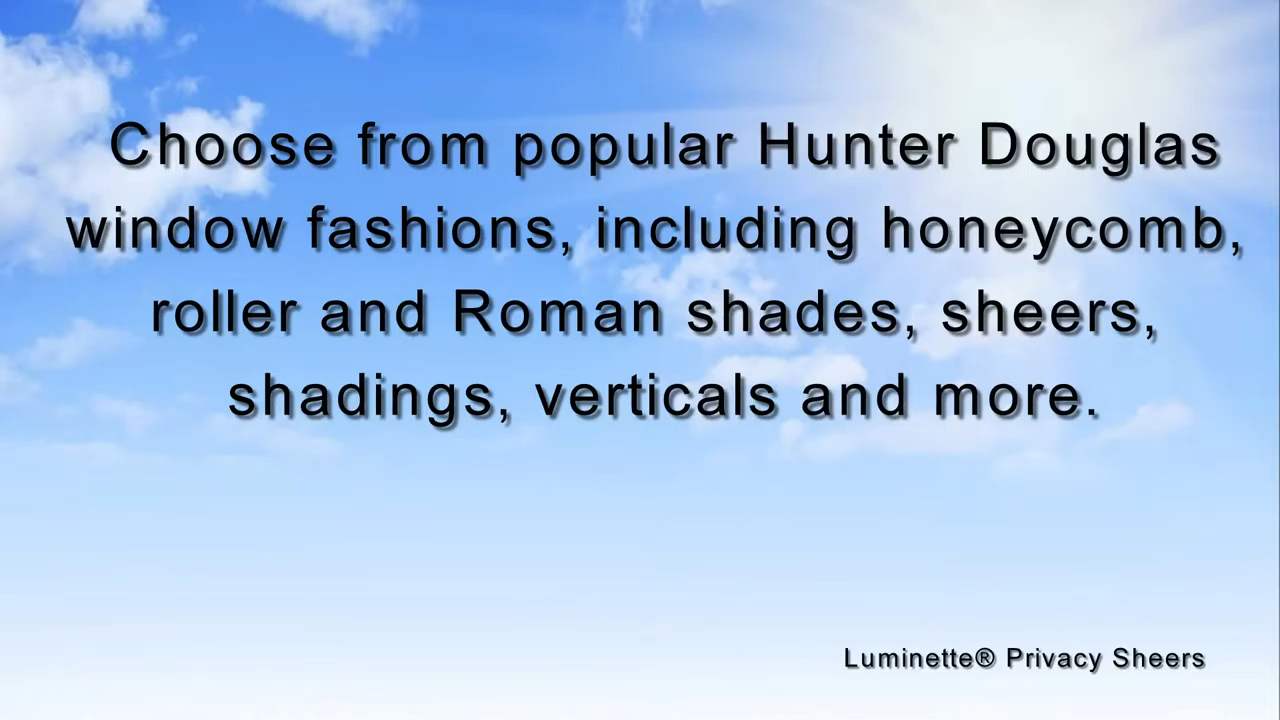 Choose from popular Hunter Douglas
window fashions, including honeycomb,
roller and Roman shades, sheers,
shadings, verticals and more.
Luminette® Privacy Sheers